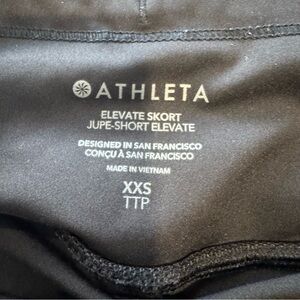 ATHLETA
ELEVATE SKORT
JUPE-SHORT ELEVATE
DESIGNED IN SAN FRANCISCO
CONÇU À SAN FRANCISCO
MADE IN VIETNAM
XXS
TTP